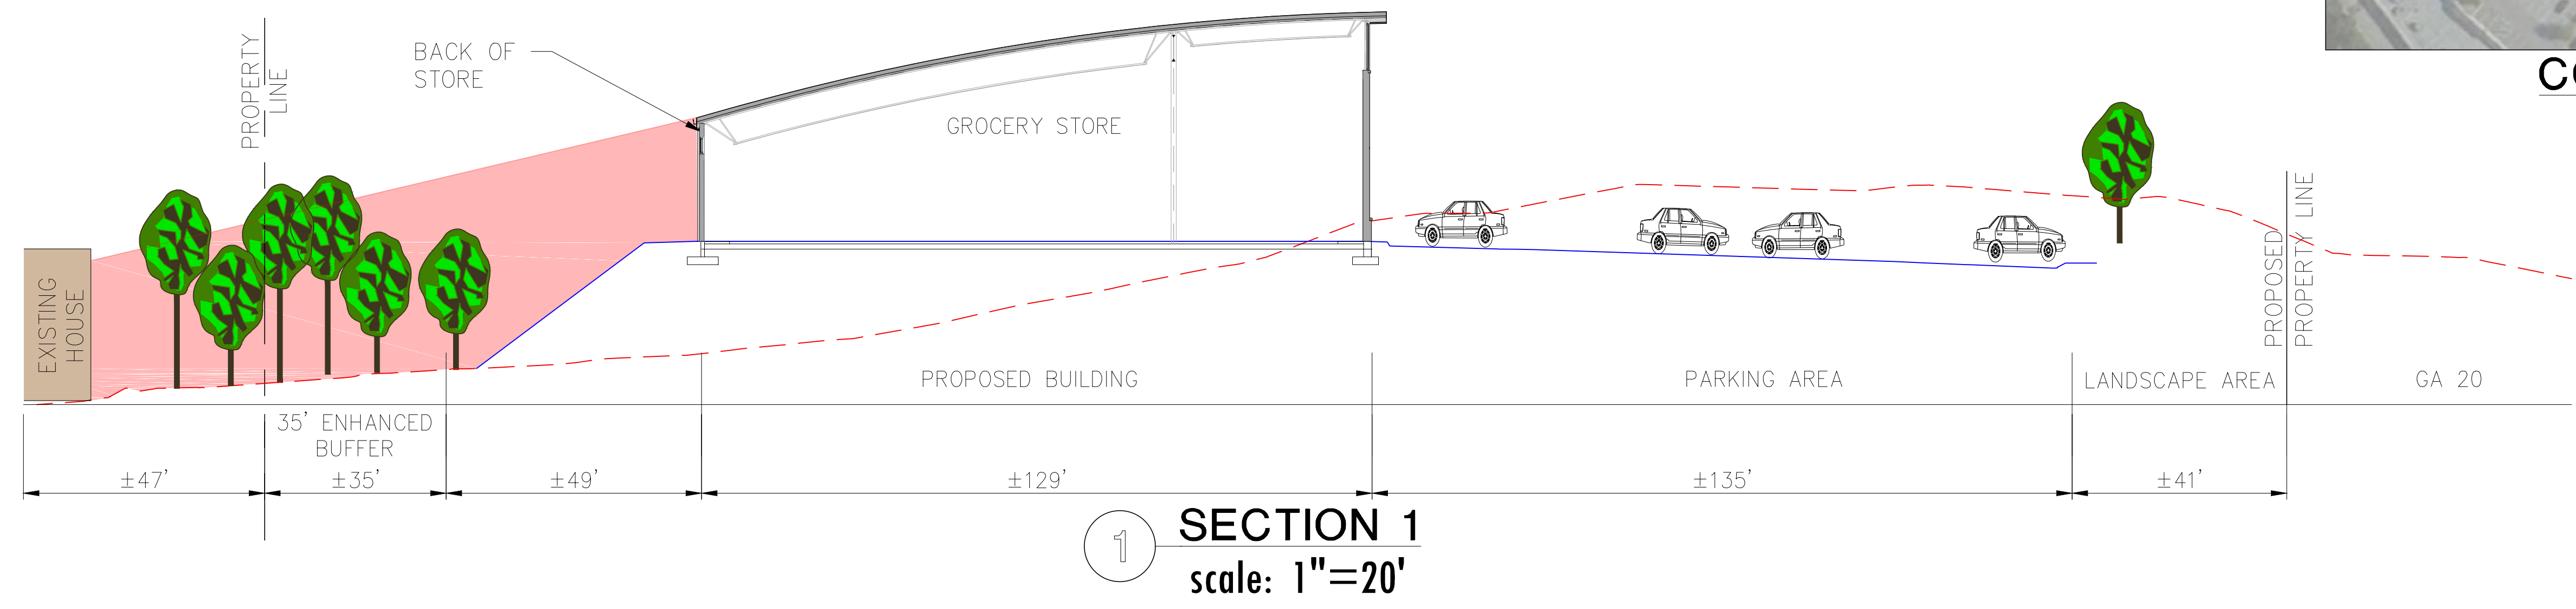 PROPERTY
LINE
BACK OF
STORE
GROCERY STORE
EXISTING
HOUSE
PROPOSED
PROPERTY LINE
PROPOSED BUILDING
PARKING AREA
LANDSCAPE AREA
GA 20
35' ENHANCED
BUFFER
±47'
±35'
±49'
±129'
±135'
±41'
1
SECTION 1
scale: 1"=20'